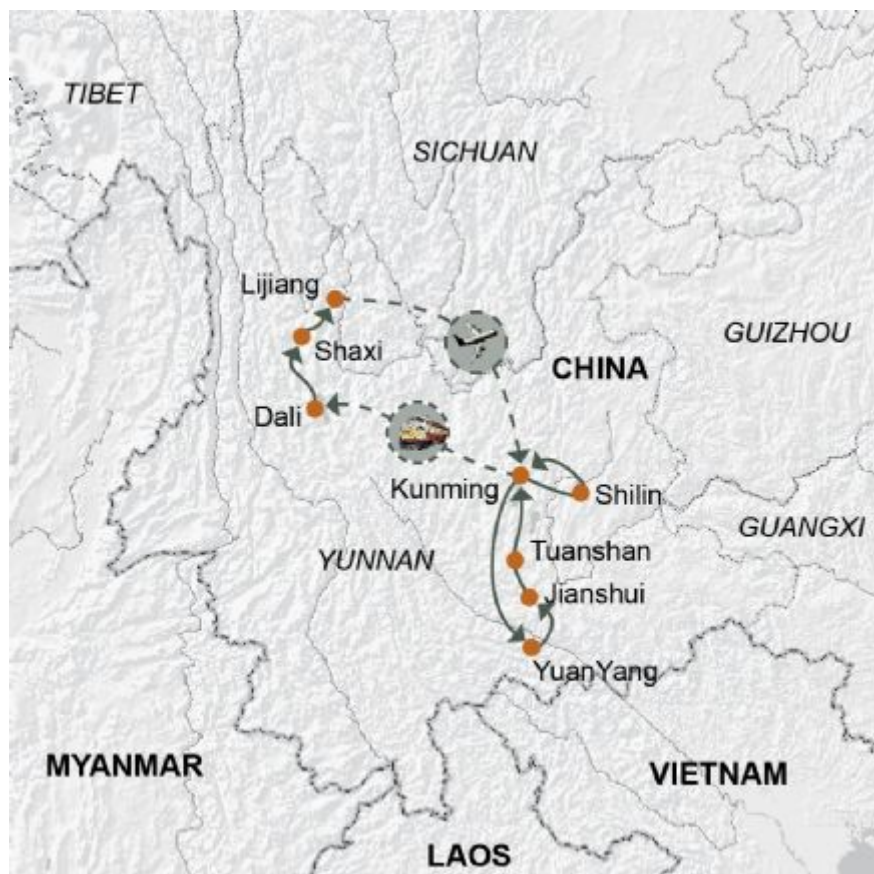 TIBET
SICHUAN
Lijiang
GUIZHOU
Shaxi
CHINA
Dali
Kunming
Shilin
GUANGXI
Tuanshan
YUNNAN
Jianshui
YuanYang
MYANMAR
VIETNAM
LAOS